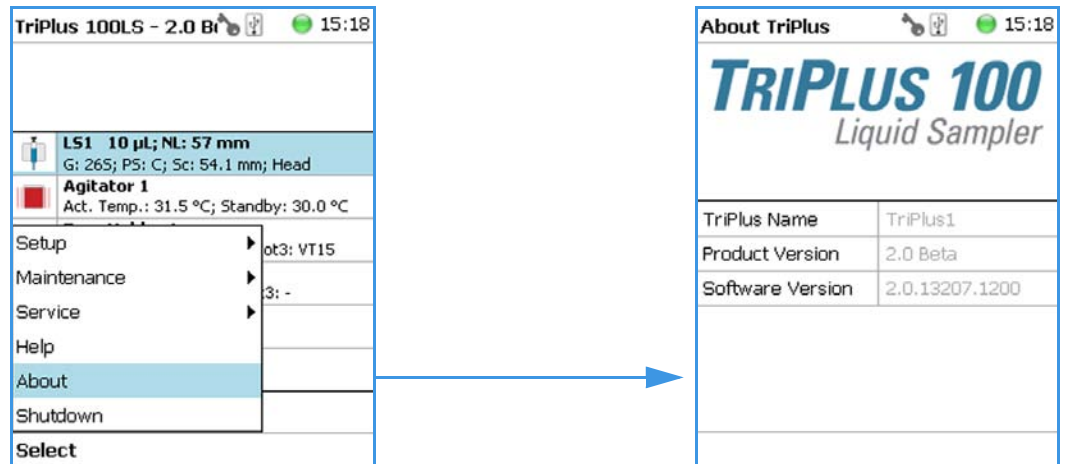 TriPlus 100LS - 2.0 Be
15:18
LS1 10 µL; NL: 57 mm
G: 26S; PS: C; Sc: 54.1 mm; Head
Agitator 1
Act. Temp.: 31.5 °C; Standby: 30.0 °C
Setup
ot3: VT15
Maintenance
3: -
Service
Help
About
Shutdown
Select
About TriPlus
15:18
TRIPLUS 100
Liquid Sampler
TriPlus Name TriPlus1
Product Version 2.0 Beta
Software Version 2.0.13207.1200